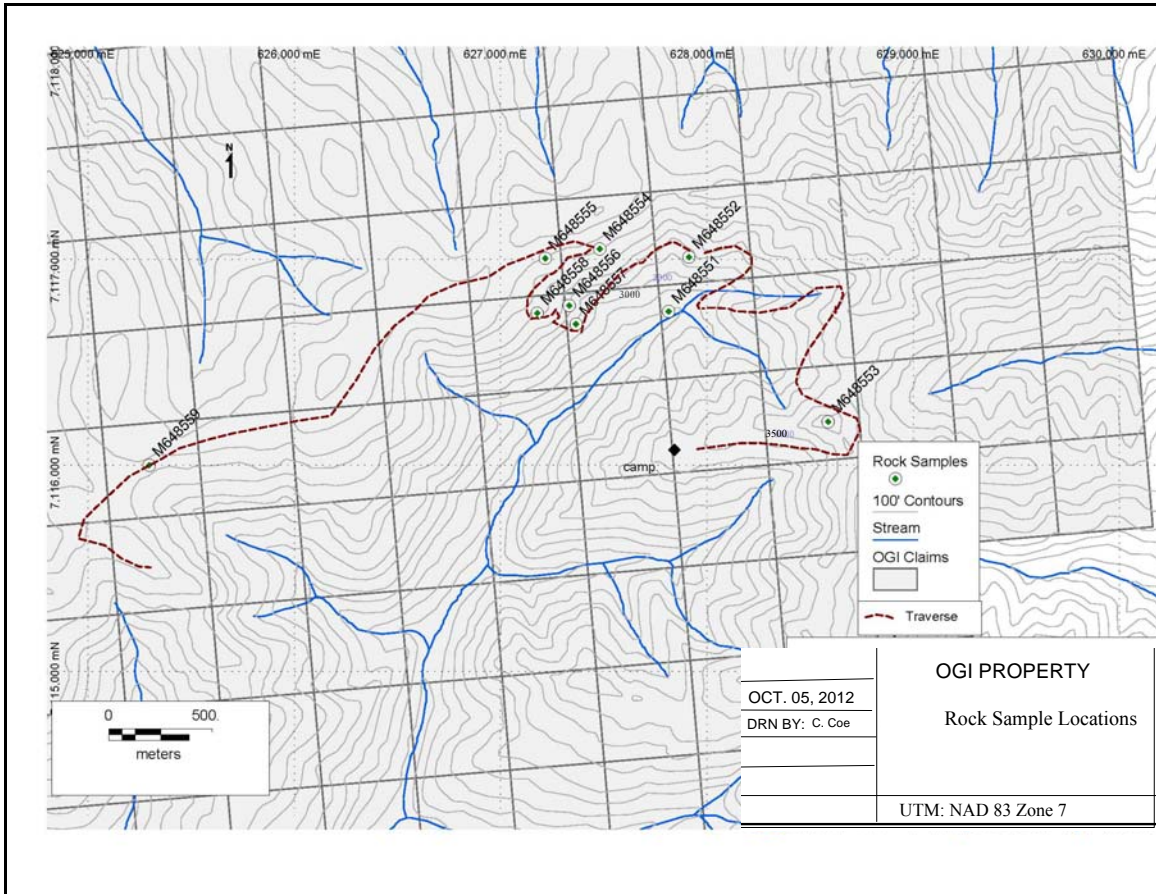 625,000 mE
626,000 mE
627,000 mE
628,000 mE
629,000 mE
630,000 mE
7,118,000
N
M648555
M648554
M648552
M648558
M648556
M648557
M648551
7,117,000 mN
3000
M648553
M648559
3500
camp
7,116,000 mN
Rock Samples
100' Contours
Stream
OGI Claims
Traverse
7,115,000 mN
0 500.
meters
OGI PROPERTY
OCT. 05, 2012
Rock Sample Locations
DRN BY: C. Coe
UTM: NAD 83 Zone 7